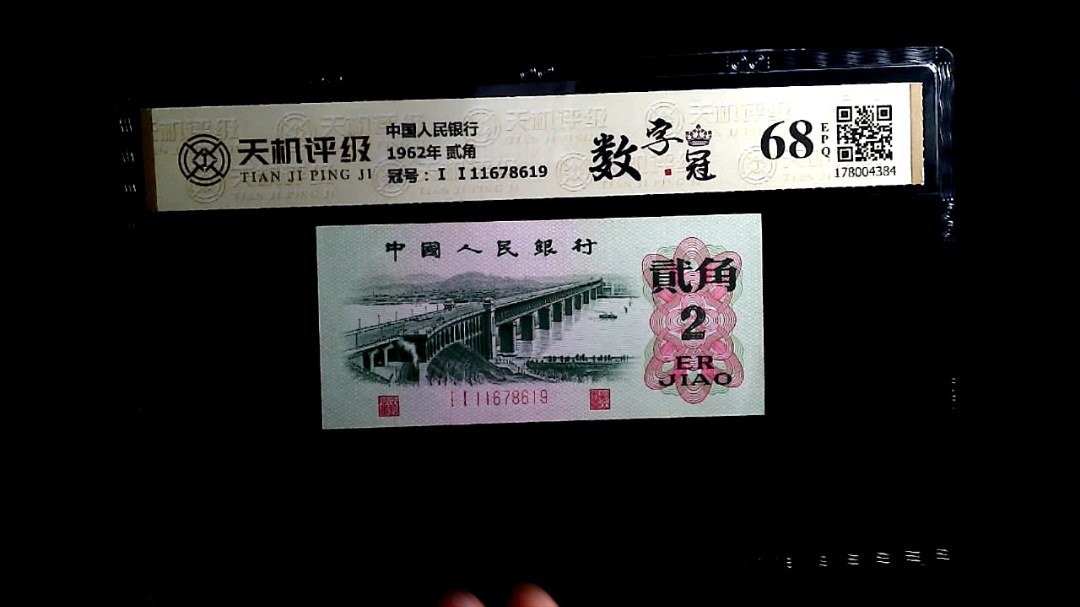 天机评级
TIAN JI PING JI
中国人民银行
1962年 贰角
冠号：Ⅰ Ⅰ11678619
数字冠
68
EPQ
178004384
中國人民銀行
貳角
2
ER
JIAO
ⅠⅠ11678619